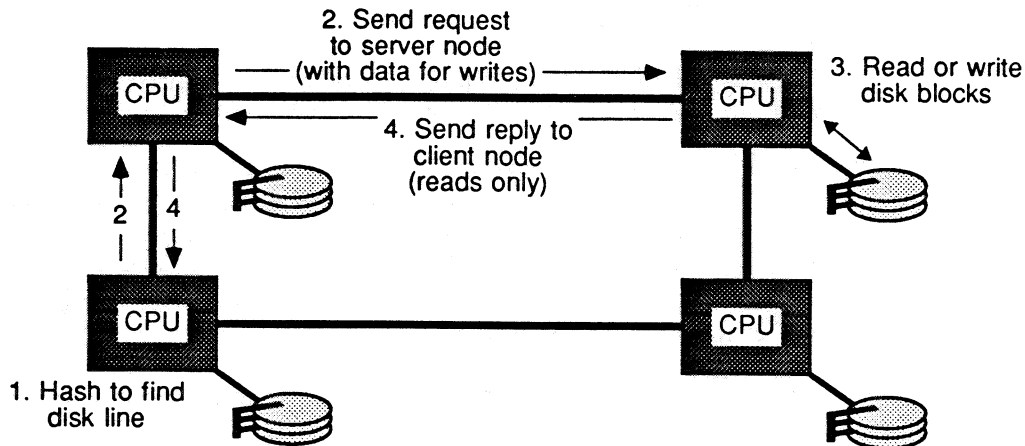 2. Send request
to server node
(with data for writes)
CPU
CPU
3. Read or write
disk blocks
4. Send reply to
client node
(reads only)
2
4
CPU
CPU
1. Hash to find
disk line